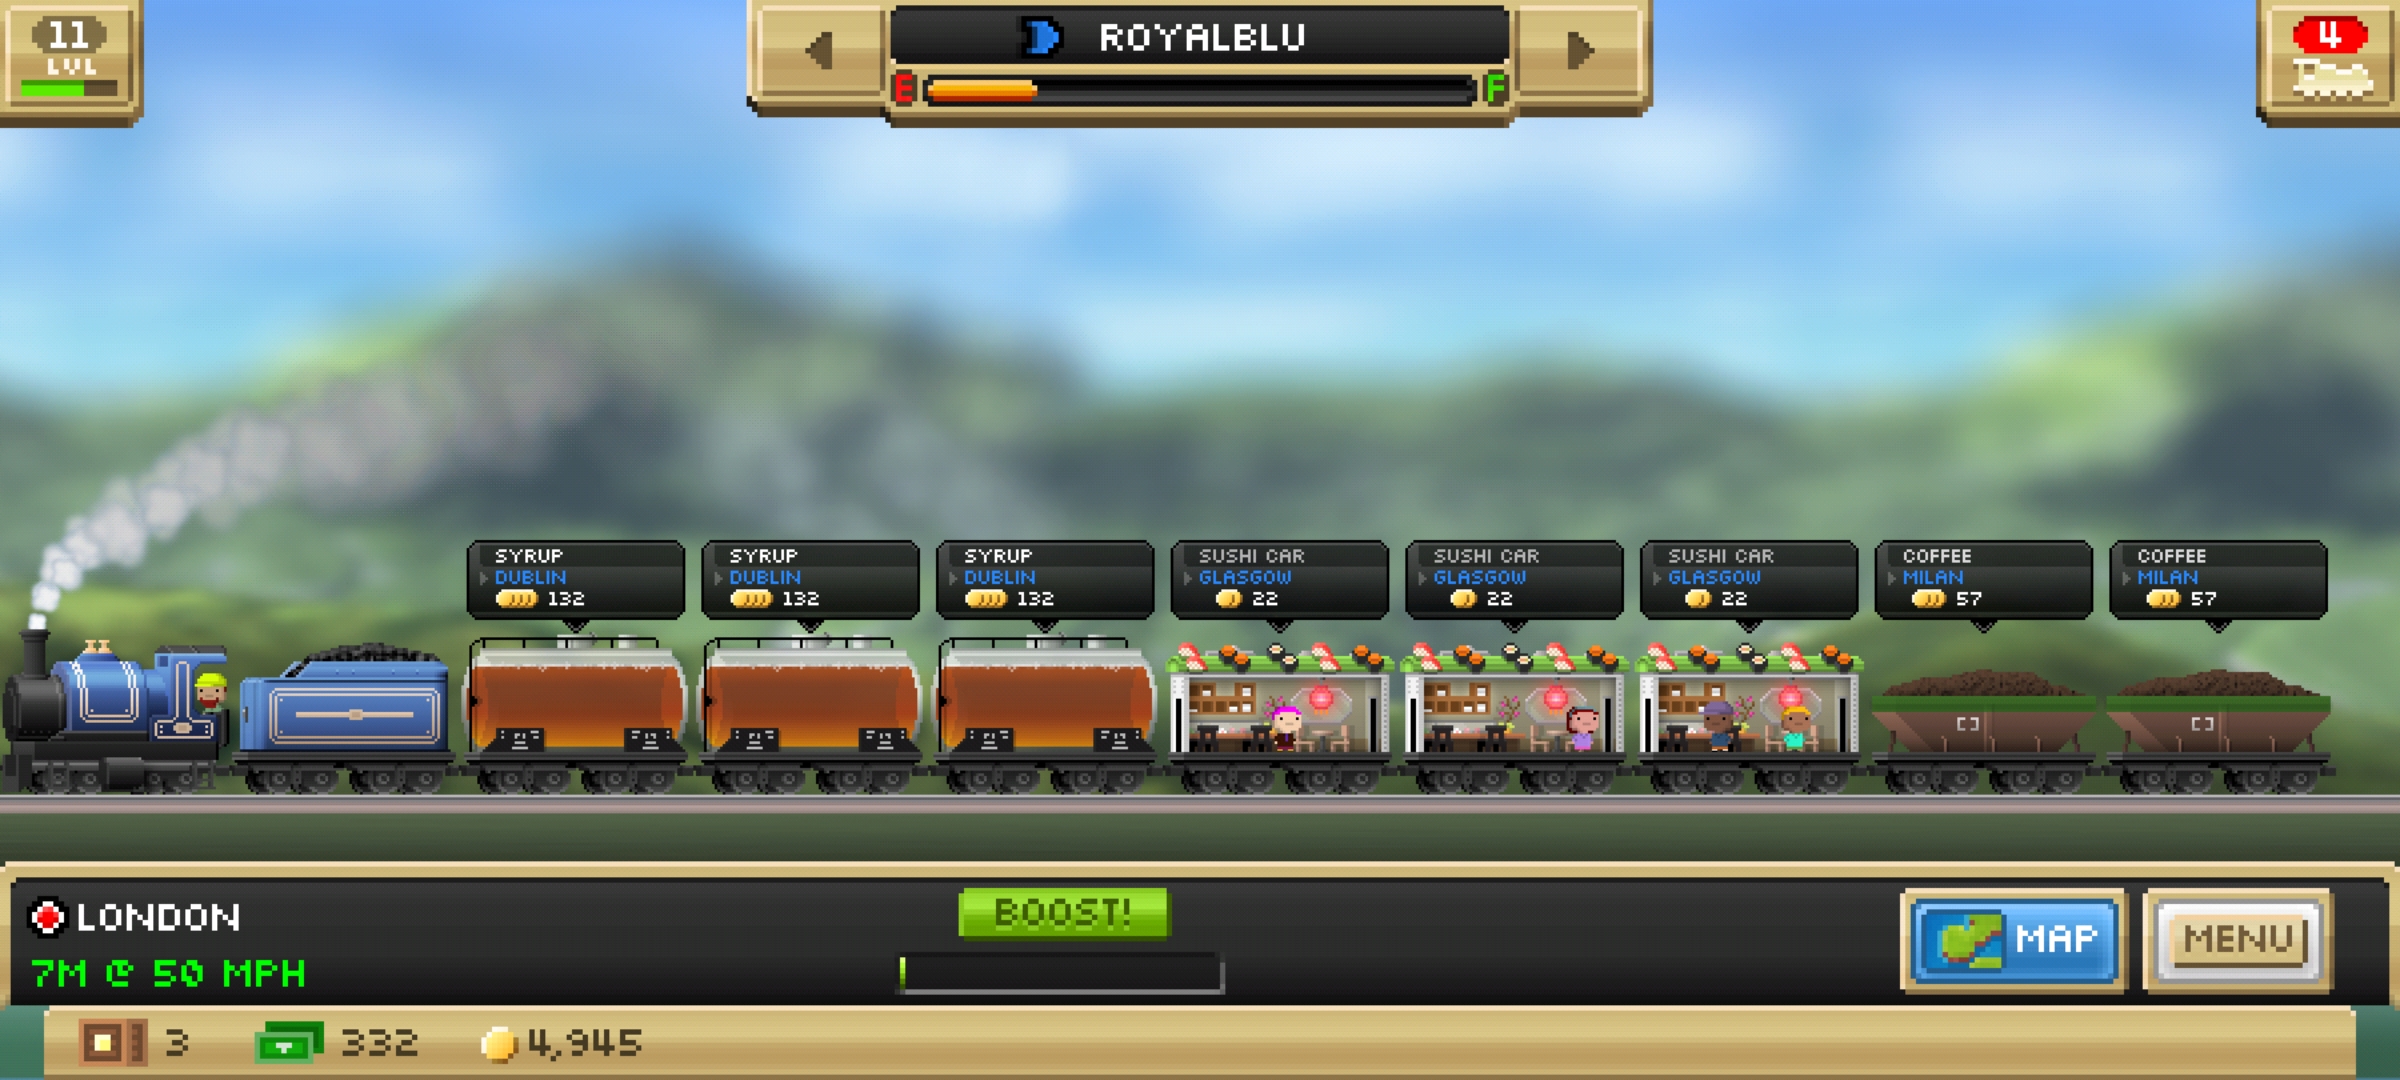 11
LVL
ROYALBLU
E
F
4
SYRUP
DUBLIN
132
SYRUP
DUBLIN
132
SYRUP
DUBLIN
132
SUSHI CAR
GLASGOW
22
SUSHI CAR
GLASGOW
22
SUSHI CAR
GLASGOW
22
COFFEE
MILAN
57
COFFEE
MILAN
57
LONDON
7M @ 50 MPH
BOOST!
MAP
MENU
3
332
4,945